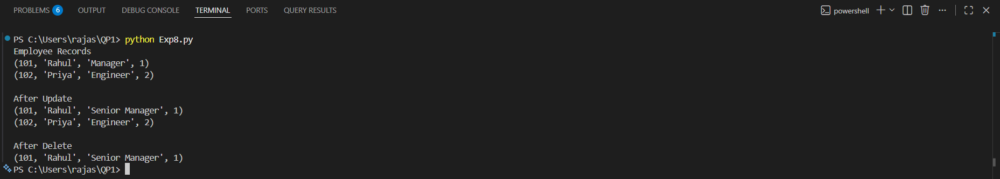 PROBLEMS 6 OUTPUT DEBUG CONSOLE TERMINAL PORTS QUERY RESULTS powershell
PS C:\Users\rajas\QP1> python Exp8.py
Employee Records
(101, 'Rahul', 'Manager', 1)
(102, 'Priya', 'Engineer', 2)
After Update
(101, 'Rahul', 'Senior Manager', 1)
(102, 'Priya', 'Engineer', 2)
After Delete
(101, 'Rahul', 'Senior Manager', 1)
PS C:\Users\rajas\QP1>